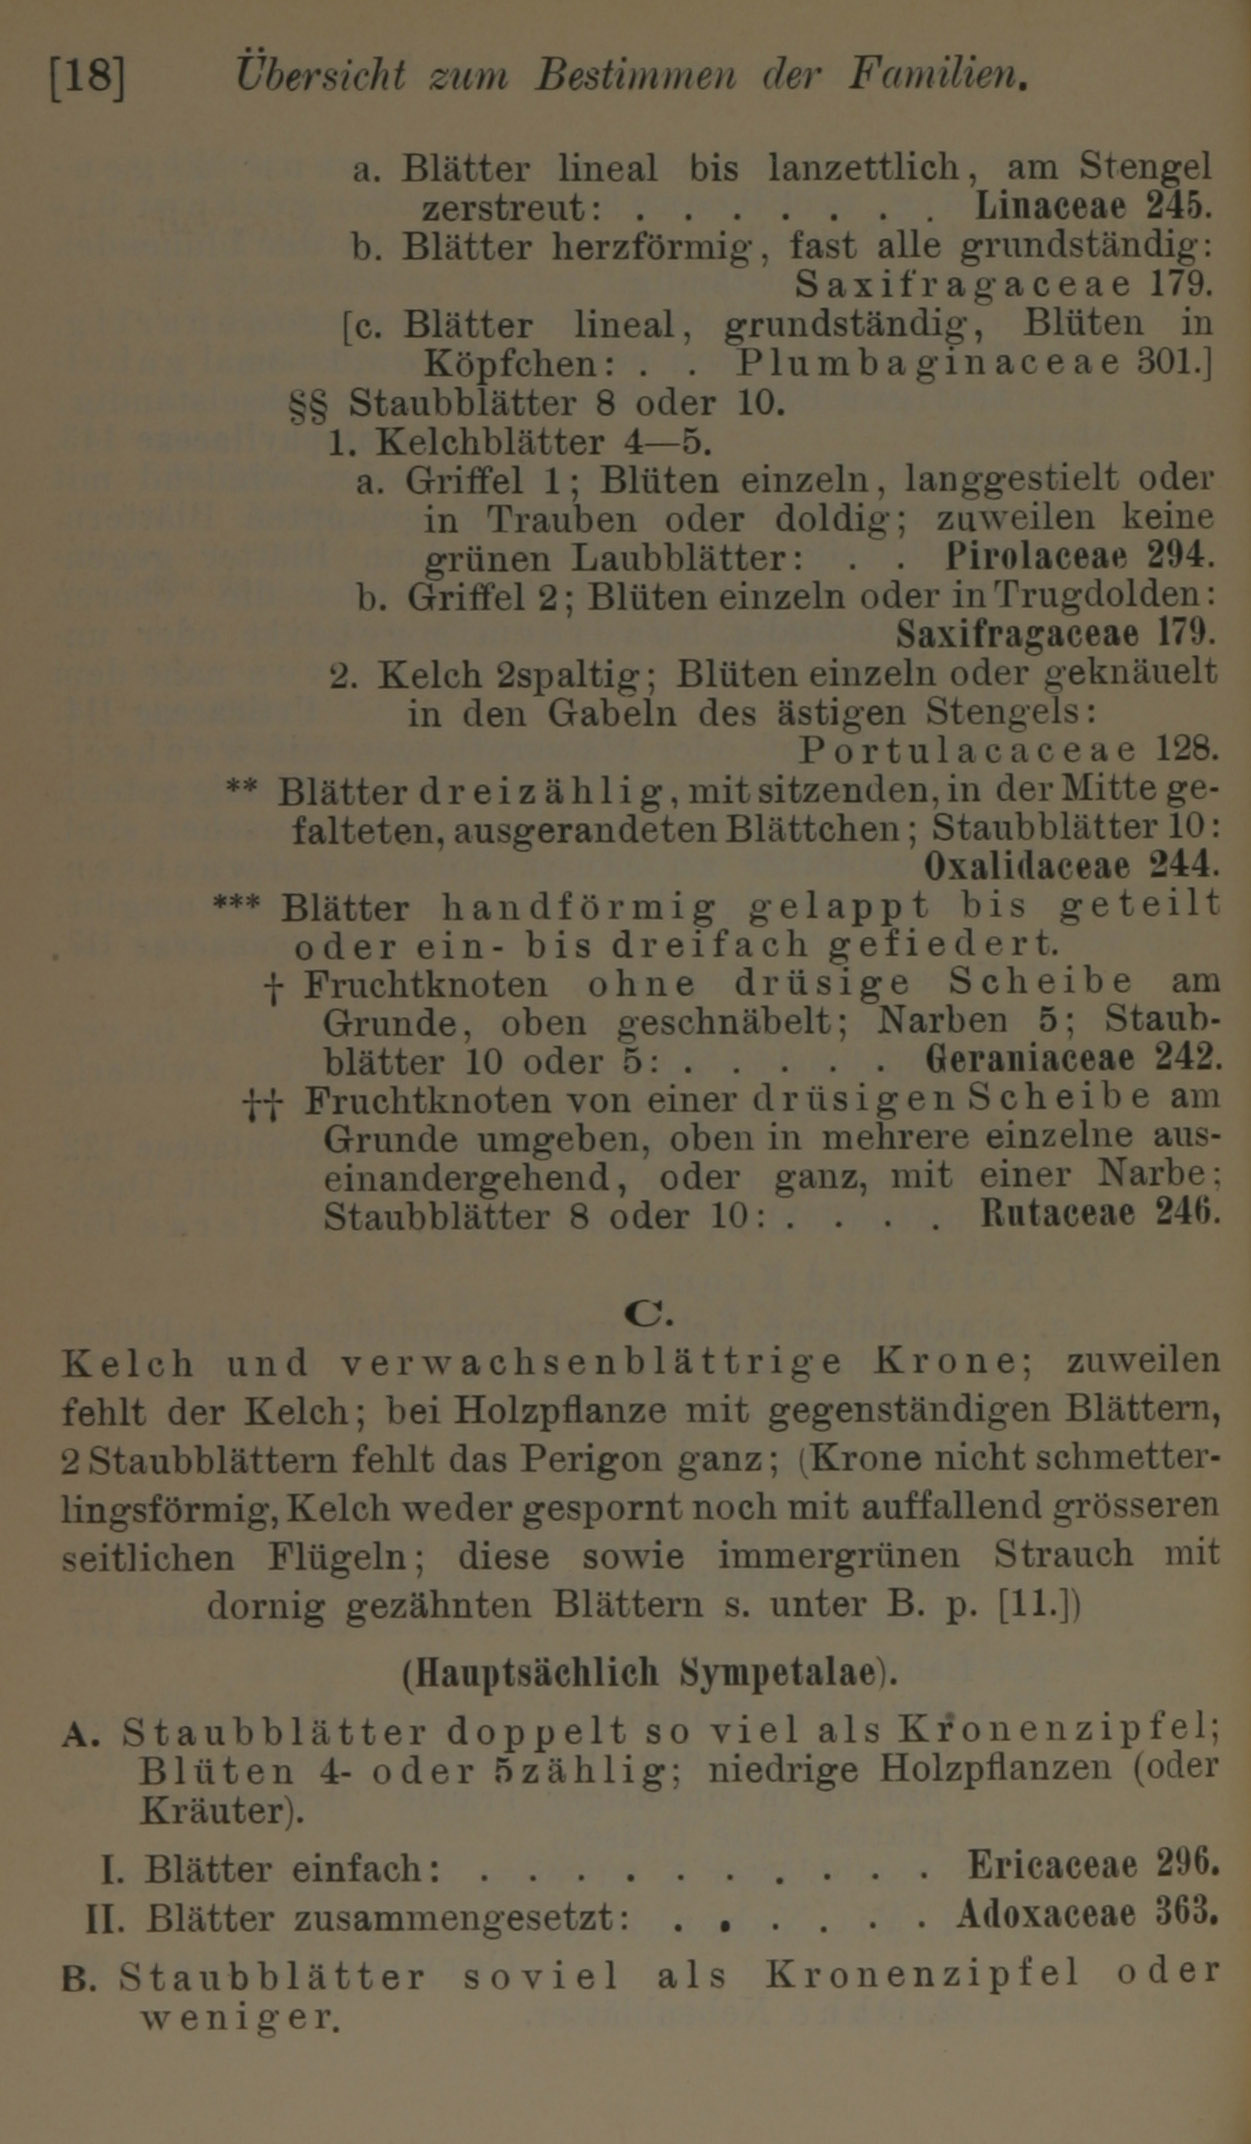 [18] Übersicht zum Bestimmen der Familien.
a. Blätter lineal bis lanzettlich, am Stengel
zerstreut: . . . . . . . Linaceae 245.
b. Blätter herzförmig, fast alle grundständig:
Saxifragaceae 179.
[c. Blätter lineal, grundständig, Blüten in
Köpfchen: . . Plumbaginaceae 301.]
§§ Staubblätter 8 oder 10.
1. Kelchblätter 4—5.
a. Griffel 1; Blüten einzeln, langgestielt oder
in Trauben oder doldig; zuweilen keine
grünen Laubblätter: . . Pirolaceae 294.
b. Griffel 2; Blüten einzeln oder in Trugdolden:
Saxifragaceae 179.
2. Kelch 2spaltig; Blüten einzeln oder geknäuelt
in den Gabeln des ästigen Stengels:
Portulacaceae 128.
** Blätter dreizählig, mit sitzenden, in der Mitte ge-
falteten, ausgerandeten Blättchen; Staubblätter 10:
Oxalidaceae 244.
*** Blätter handförmig gelappt bis geteilt
oder ein- bis dreifach gefiedert.
† Fruchtknoten ohne drüsige Scheibe am
Grunde, oben geschnäbelt; Narben 5; Staub-
blätter 10 oder 5: . . . . . Geraniaceae 242.
†† Fruchtknoten von einer drüsigen Scheibe am
Grunde umgeben, oben in mehrere einzelne aus-
einandergehend, oder ganz, mit einer Narbe;
Staubblätter 8 oder 10: . . . . Rutaceae 246.
C.
Kelch und verwachsenblättrige Krone; zuweilen
fehlt der Kelch; bei Holzpflanze mit gegenständigen Blättern,
2 Staubblättern fehlt das Perigon ganz; (Krone nicht schmetter-
lingsförmig, Kelch weder gespornt noch mit auffallend grösseren
seitlichen Flügeln; diese sowie immergrünen Strauch mit
dornig gezähnten Blättern s. unter B. p. [11.])
(Hauptsächlich Sympetalae).
A. Staubblätter doppelt so viel als Kronenzipfel;
Blüten 4- oder 5zählig; niedrige Holzpflanzen (oder
Kräuter).
I. Blätter einfach: . . . . . . . . . . Ericaceae 296.
II. Blätter zusammengesetzt: . . . . . . Adoxaceae 363.
B. Staubblätter soviel als Kronenzipfel oder
weniger.